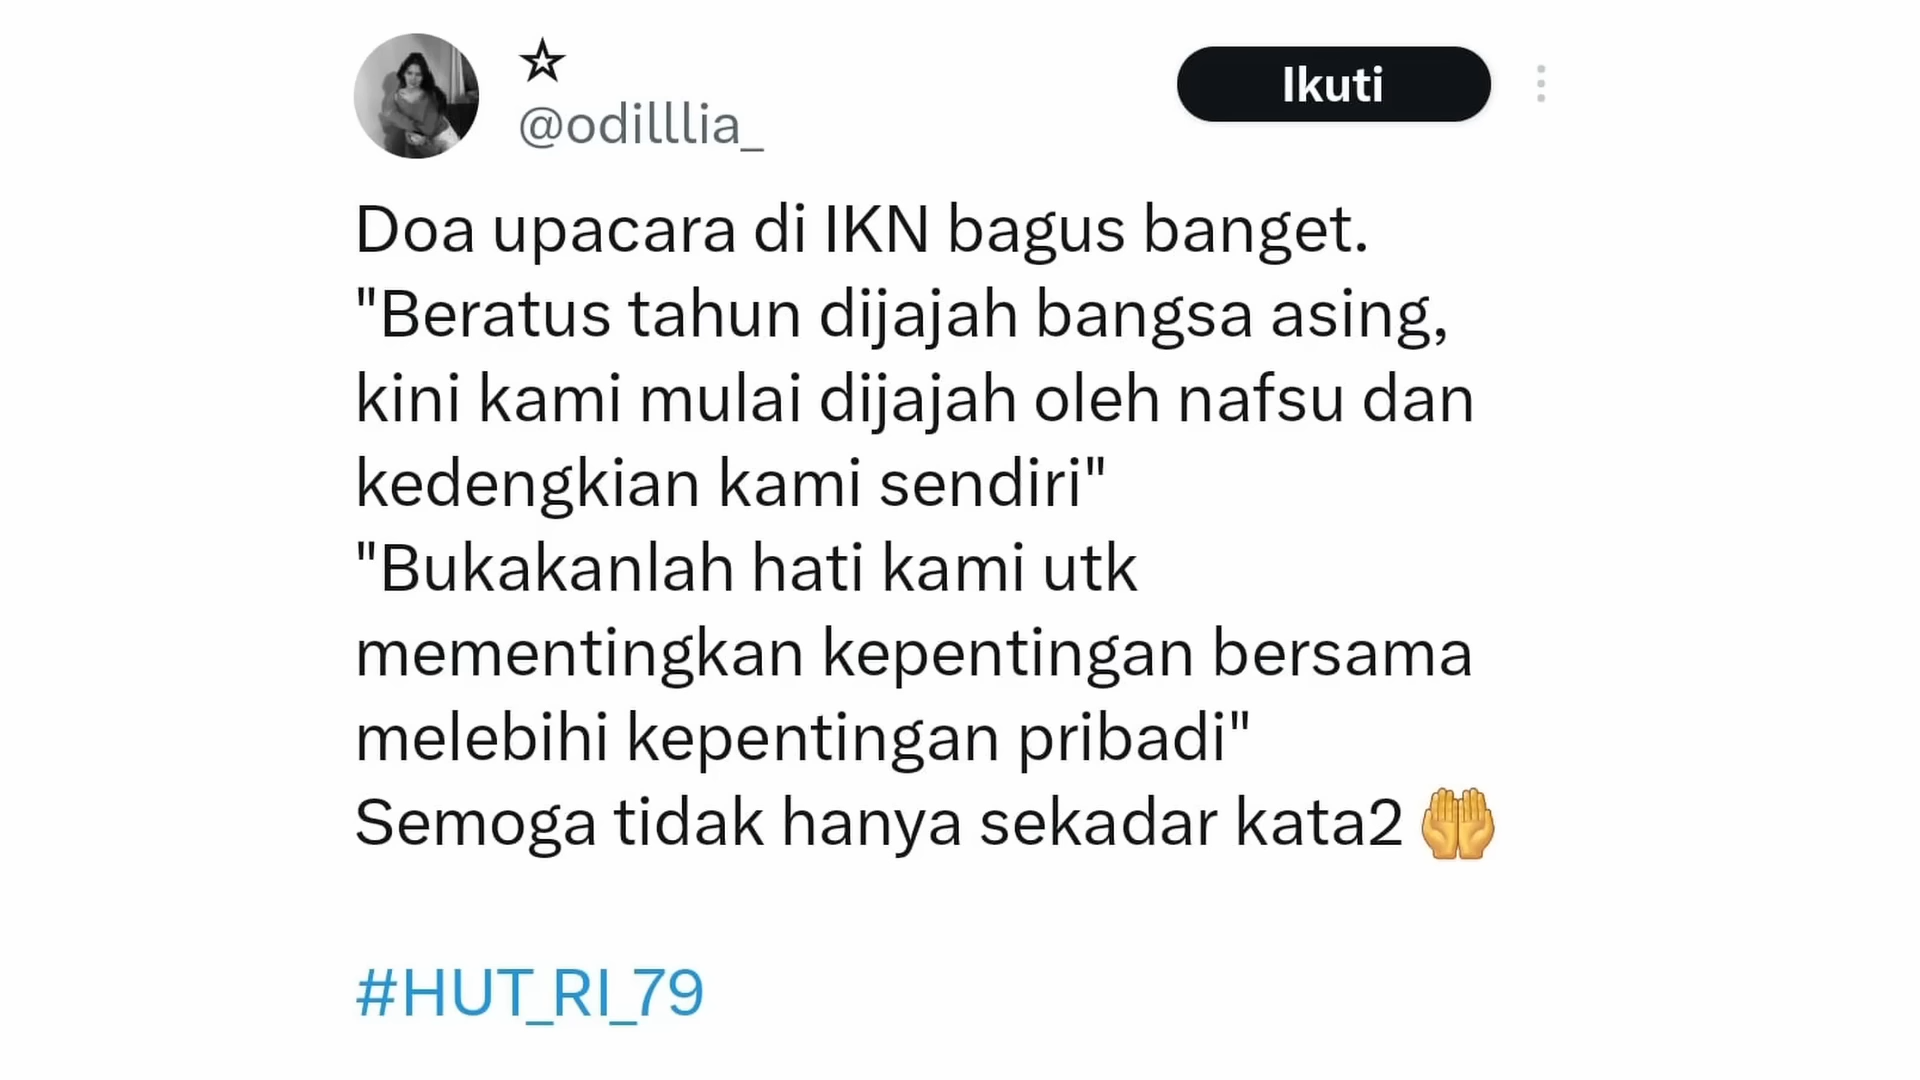 ☆
@odilllia_
Ikuti
Doa upacara di IKN bagus banget.
"Beratus tahun dijajah bangsa asing,
kini kami mulai dijajah oleh nafsu dan
kedengkian kami sendiri"
"Bukakanlah hati kami utk
mementingkan kepentingan bersama
melebihi kepentingan pribadi"
Semoga tidak hanya sekadar kata2 🤲
#HUT_RI_79